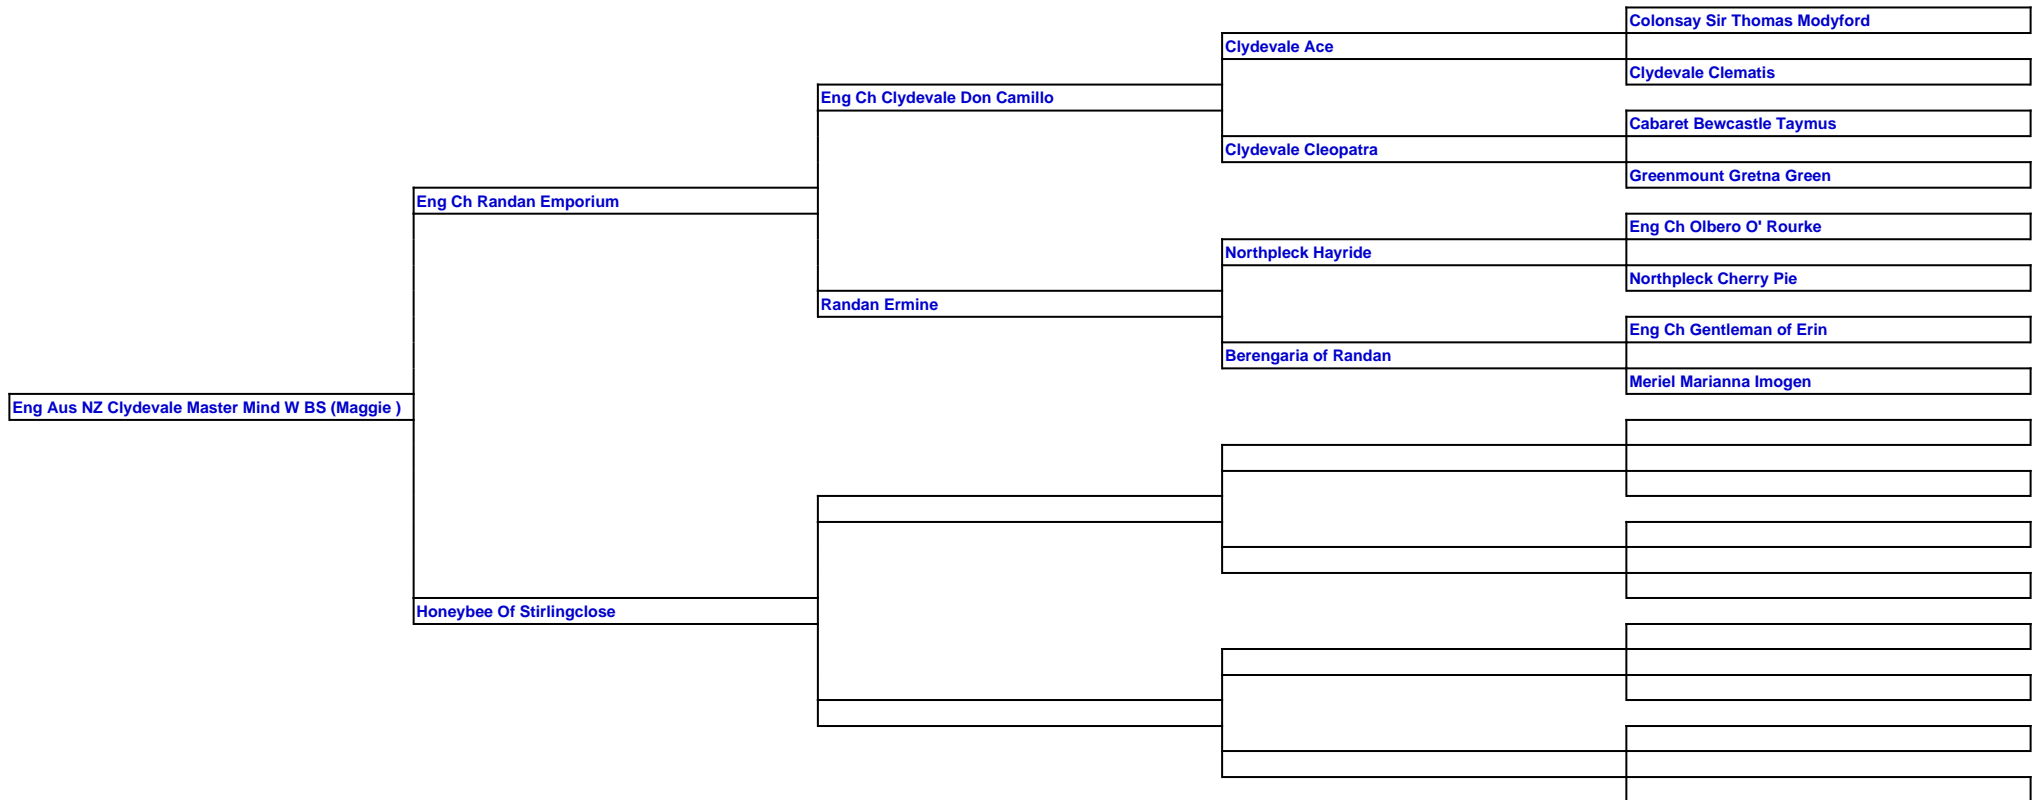 Colonsay Sir Thomas Modyford
Clydevale Ace
Clydevale Clematis
Eng Ch Clydevale Don Camillo
Cabaret Bewcastle Taymus
Clydevale Cleopatra
Greenmount Gretna Green
Eng Ch Randan Emporium
Eng Ch Olbero O' Rourke
Northpleck Hayride
Northpleck Cherry Pie
Randan Ermine
Eng Ch Gentleman of Erin
Berengaria of Randan
Meriel Marianna Imogen
Eng Aus NZ Clydevale Master Mind W BS (Maggie )
Honeybee Of Stirlingclose